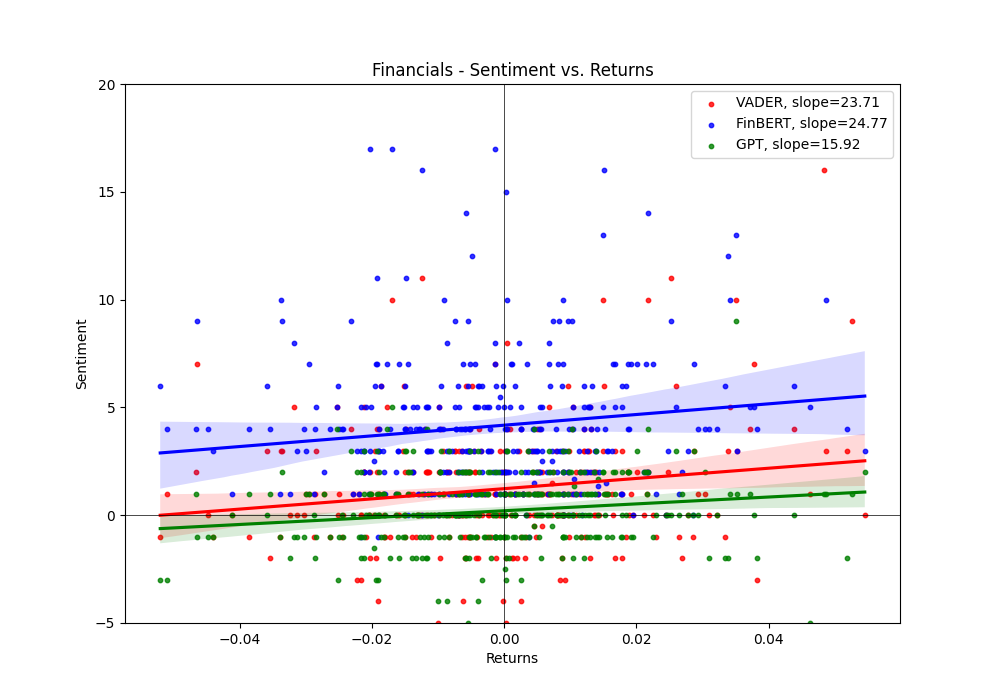 Financials - Sentiment vs. Returns
VADER, slope=23.71
FinBERT, slope=24.77
GPT, slope=15.92
20
15
10
5
0
−5
Sentiment
−0.04
−0.02
0.00
0.02
0.04
Returns